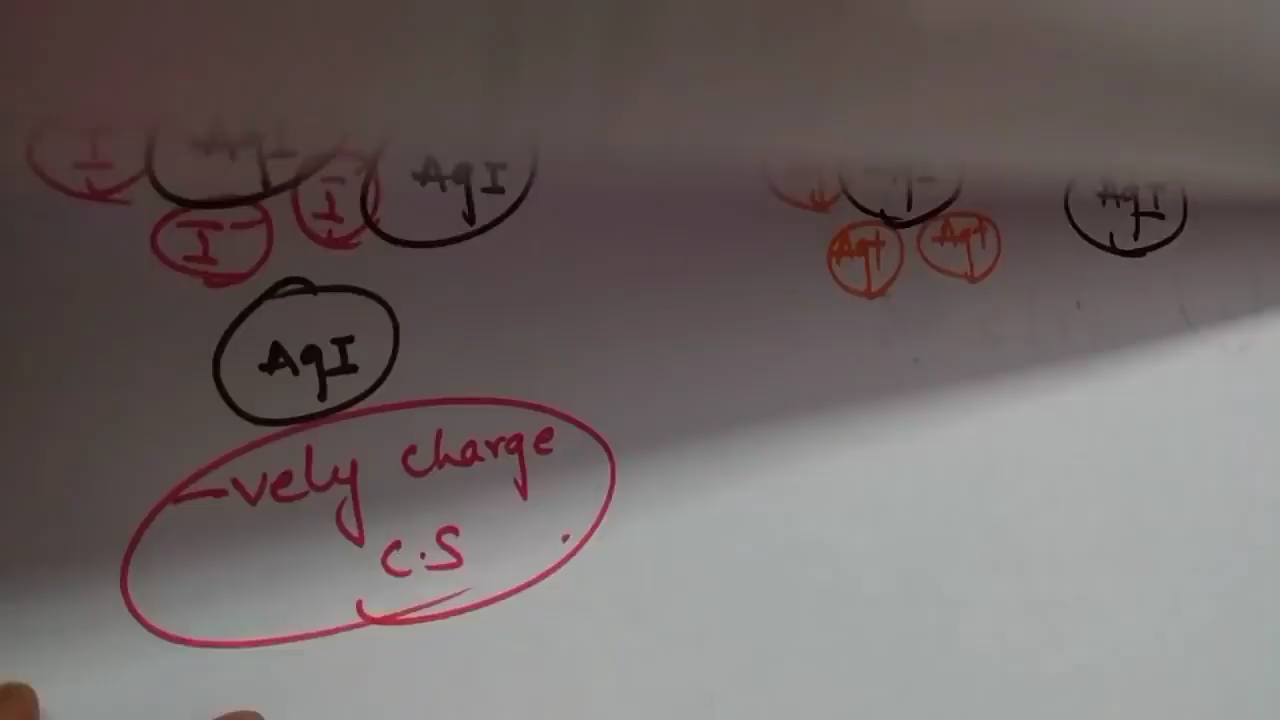 I AgI I AgI
I⁻
Ag+ Ag+ AgI
AgI
-vely charge
C.S